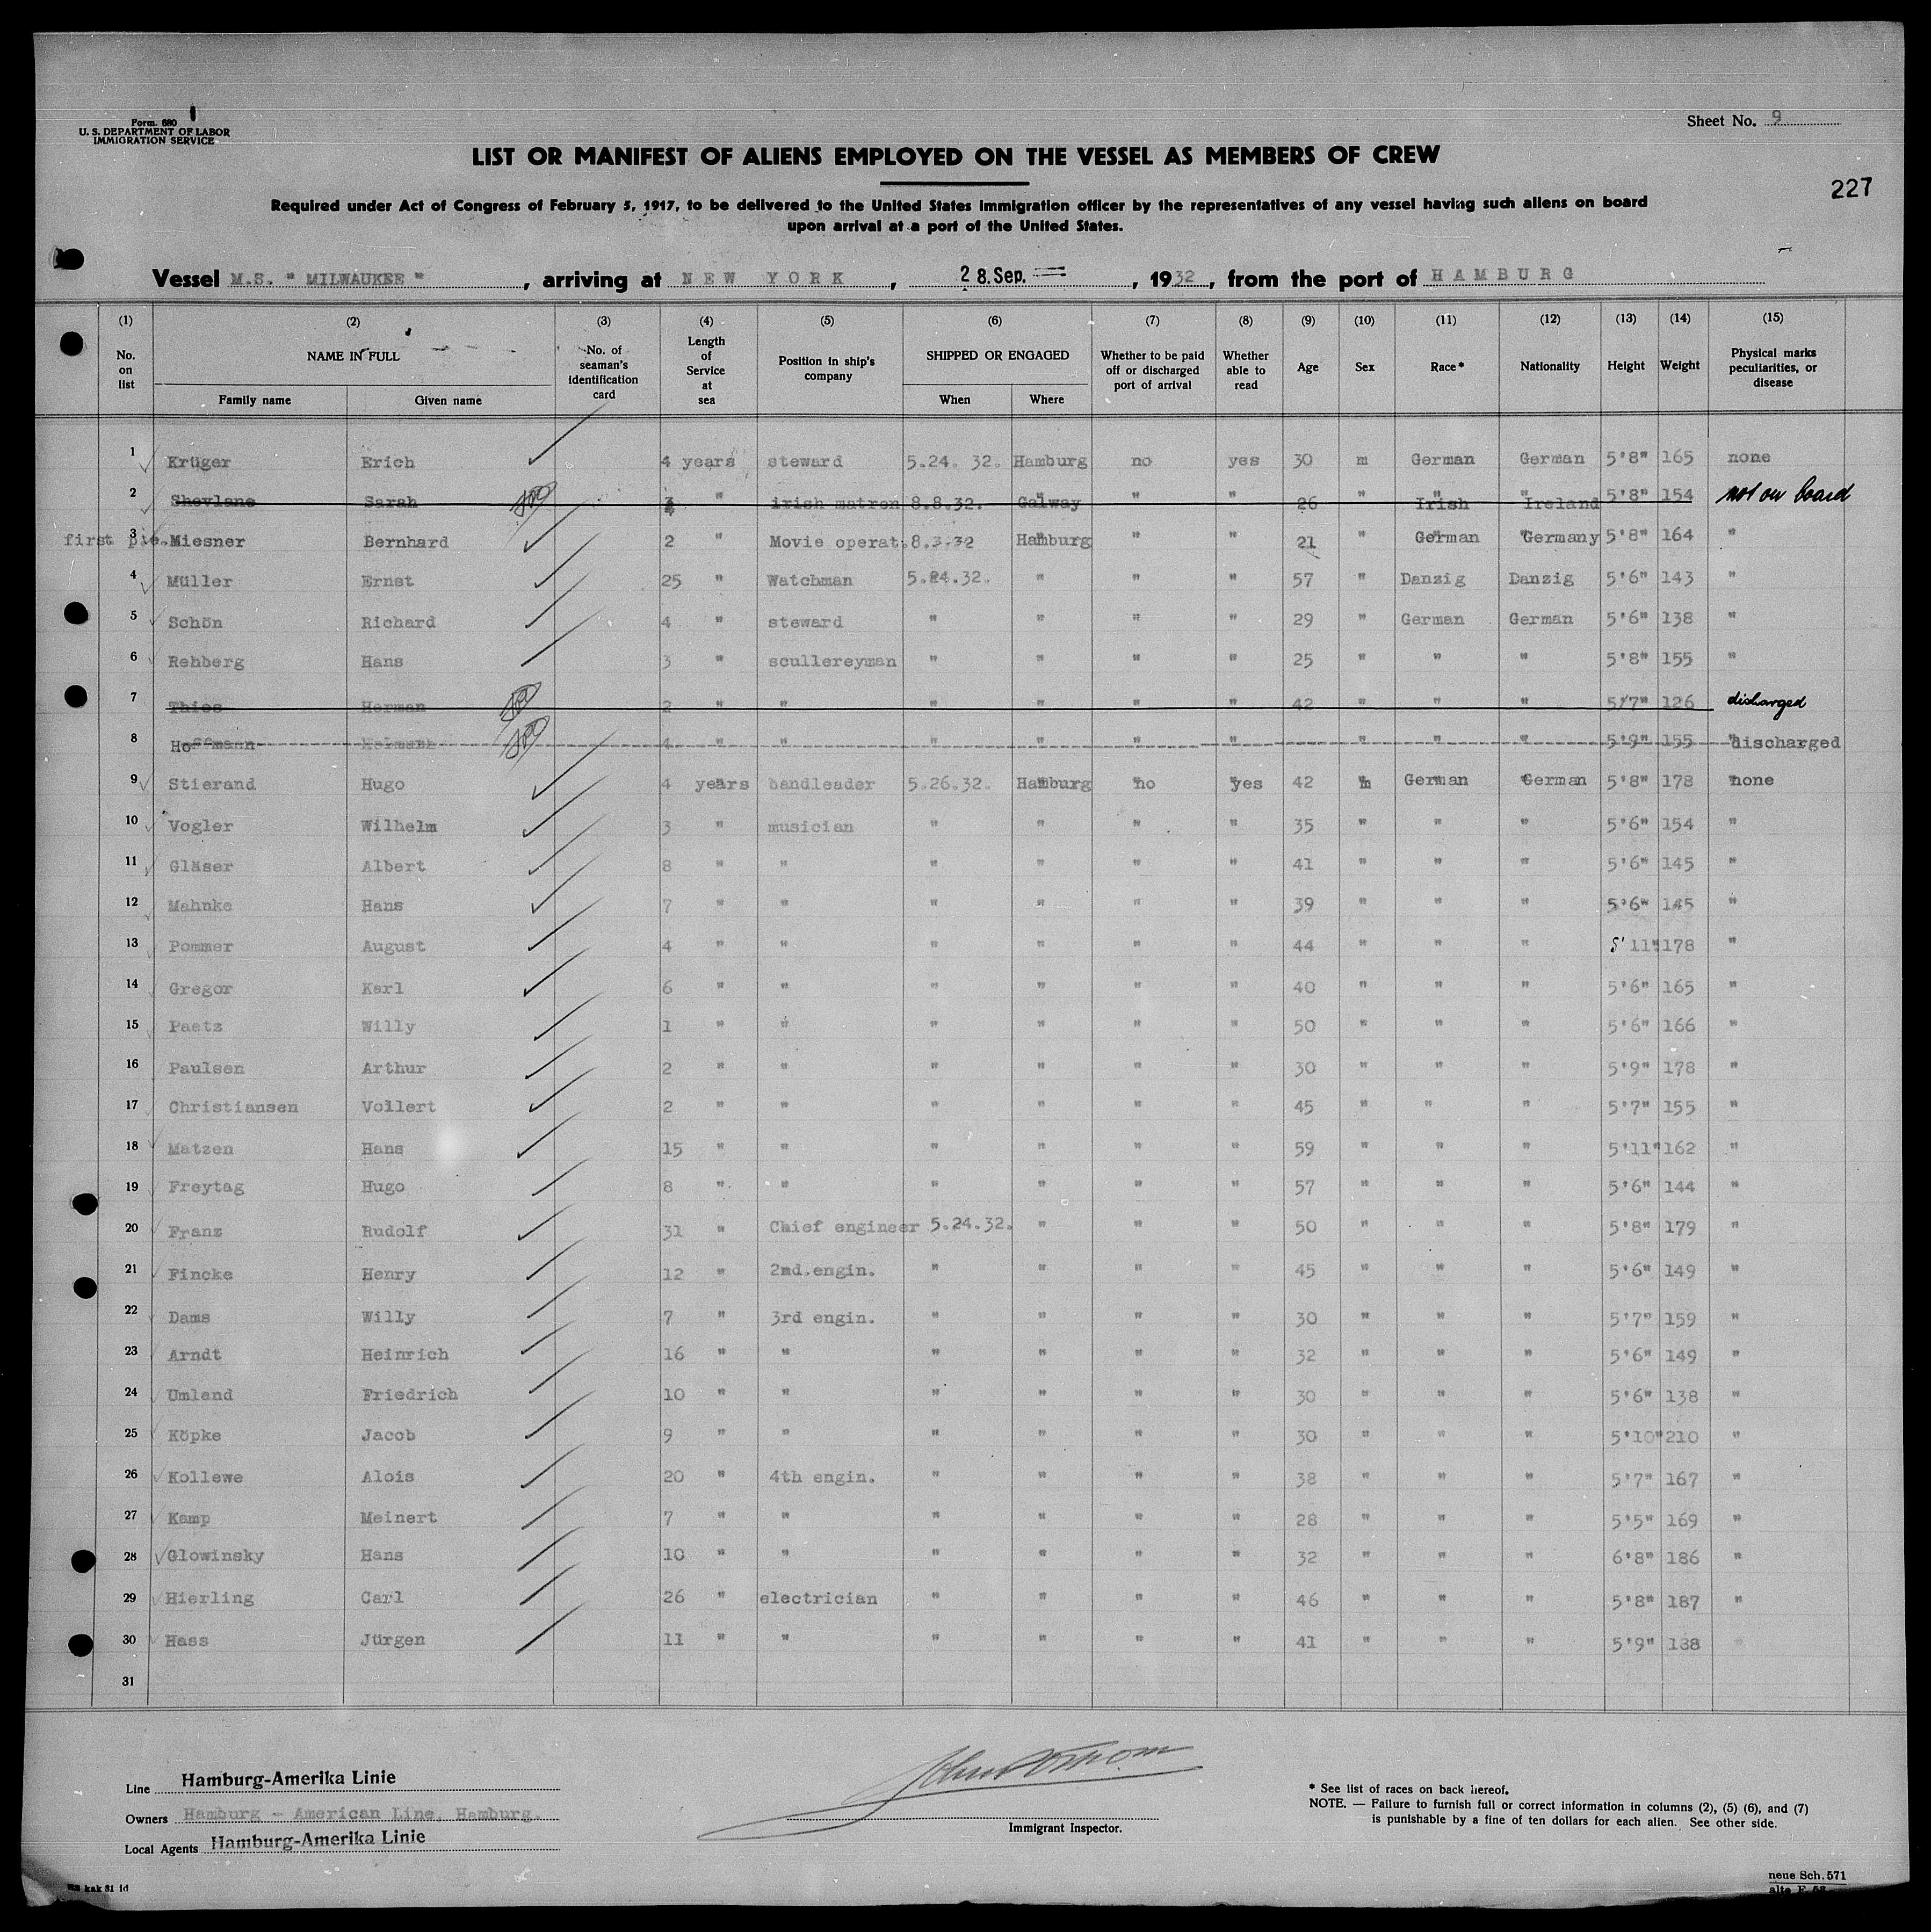 Form. 680
U. S. DEPARTMENT OF LABOR
IMMIGRATION SERVICE
Sheet No. 9
LIST OR MANIFEST OF ALIENS EMPLOYED ON THE VESSEL AS MEMBERS OF CREW
227
Required under Act of Congress of February 5, 1917, to be delivered to the United States Immigration officer by the representatives of any vessel having such aliens on board
upon arrival at a port of the United States.
Vessel M.S. "MILWAUKEE", arriving at NEW YORK, 28. Sep., 1932, from the port of HAMBURG
(1) (2) (3) (4) (5) (6) (7) (8) (9) (10) (11) (12) (13) (14) (15)
No. on list NAME IN FULL Family name Given name No. of seaman's identification card Length of Service at sea Position in ship's company SHIPPED OR ENGAGED When Where Whether to be paid off or discharged port of arrival Whether able to read Age Sex Race* Nationality Height Weight Physical marks peculiarities, or disease
1 Krüger Erich 4 years steward 5.24. 32. Hamburg no yes 30 m German German 5'8" 165 none
2 Shevlane Sarah " irish matron 8.8.32. Galway " " 26 " Irish Ireland 5'8" 154 not on board
first 3 Miesner Bernhard 2 " Movie operat. 8.3.32 Hamburg " " 21 " German Germany 5'8" 164 "
4 Müller Ernst 25 " Watchman 5.24.32. " " " 57 " Danzig Danzig 5'6" 143 "
5 Schön Richard 4 " steward " " " " 29 " German German 5'6" 138 "
6 Rehberg Hans 3 " scullereyman " " " " 25 " " " 5'8" 155 "
7 Thies Herman 2 " " " " " " 42 " " " 5'7" 126 discharged
8 Hoffmann 4 " " " " " " " " " 5'9" 155 discharged
9 Stierand Hugo 4 years bandleader 5.26.32. Hamburg no yes 42 m German German 5'8" 178 none
10 Vogler Wilhelm 3 " musician " " " " 35 " " " 5'6" 154 "
11 Gläser Albert 8 " " " " " " 41 " " " 5'6" 145 "
12 Mahnke Hans 7 " " " " " " 39 " " " 5'6" 145 "
13 Pommer August 4 " " " " " " 44 " " " 5'11" 178 "
14 Gregor Karl 6 " " " " " " 40 " " " 5'6" 165 "
15 Paetz Willy 1 " " " " " " 50 " " " 5'6" 166 "
16 Paulsen Arthur 2 " " " " " " 30 " " " 5'9" 178 "
17 Christiansen Vollert 2 " " " " " " 45 " " " 5'7" 155 "
18 Matzen Hans 15 " " " " " " 59 " " " 5'11" 162 "
19 Freytag Hugo 8 " " " " " " 57 " " " 5'6" 144 "
20 Franz Rudolf 31 " Chief engineer 5.24.32. " " " 50 " " " 5'8" 179 "
21 Fincke Henry 12 " 2nd.engin. " " " " 45 " " " 5'6" 149 "
22 Dams Willy 7 " 3rd engin. " " " " 30 " " " 5'7" 159 "
23 Arndt Heinrich 16 " " " " " " 32 " " " 5'6" 149 "
24 Umland Friedrich 10 " " " " " " 30 " " " 5'6" 138 "
25 Köpke Jacob 9 " " " " " " 30 " " " 5'10" 210 "
26 Kollewe Alois 20 " 4th engin. " " " " 38 " " " 5'7" 167 "
27 Kamp Meinert 7 " " " " " " 28 " " " 5'5" 169 "
28 Glowinsky Hans 10 " " " " " " 32 " " " 6'8" 186 "
29 Hierling Carl 26 " electrician " " " " 46 " " " 5'8" 187 "
30 Hass Jürgen 11 " " " " " " 41 " " " 5'9" 188
31
Line Hamburg-Amerika Linie
Owners Hamburg - American Line, Hamburg.
Local Agents Hamburg-Amerika Linie
Immigrant Inspector.
* See list of races on back hereof.
NOTE. — Failure to furnish full or correct information in columns (2), (5) (6), and (7)
is punishable by a fine of ten dollars for each alien. See other side.
kak 31 1d
neue Sch. 571